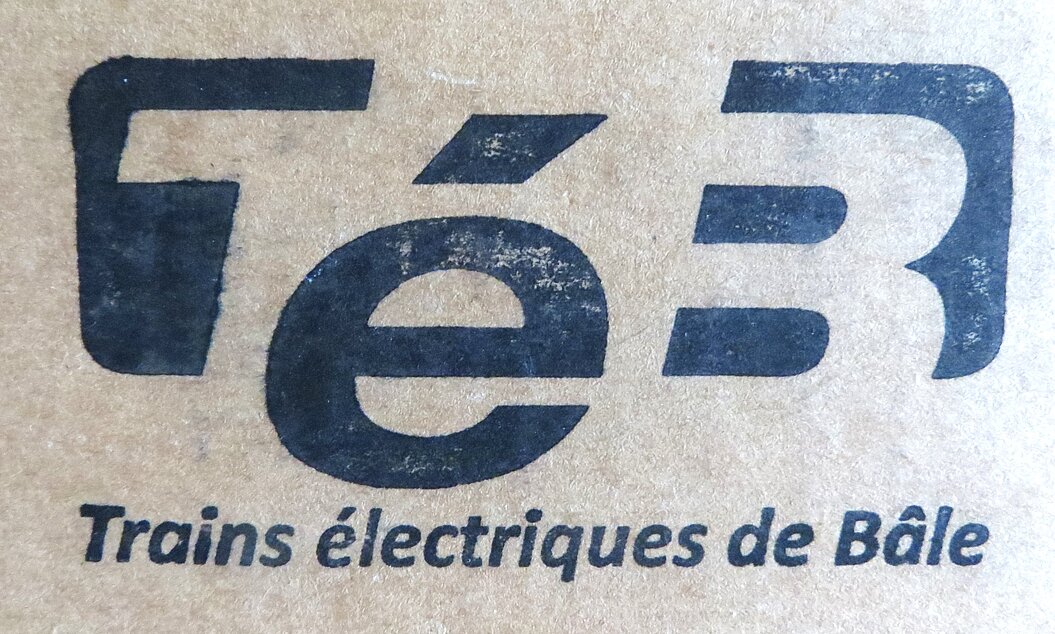 TéB
Trains électriques de Bâle